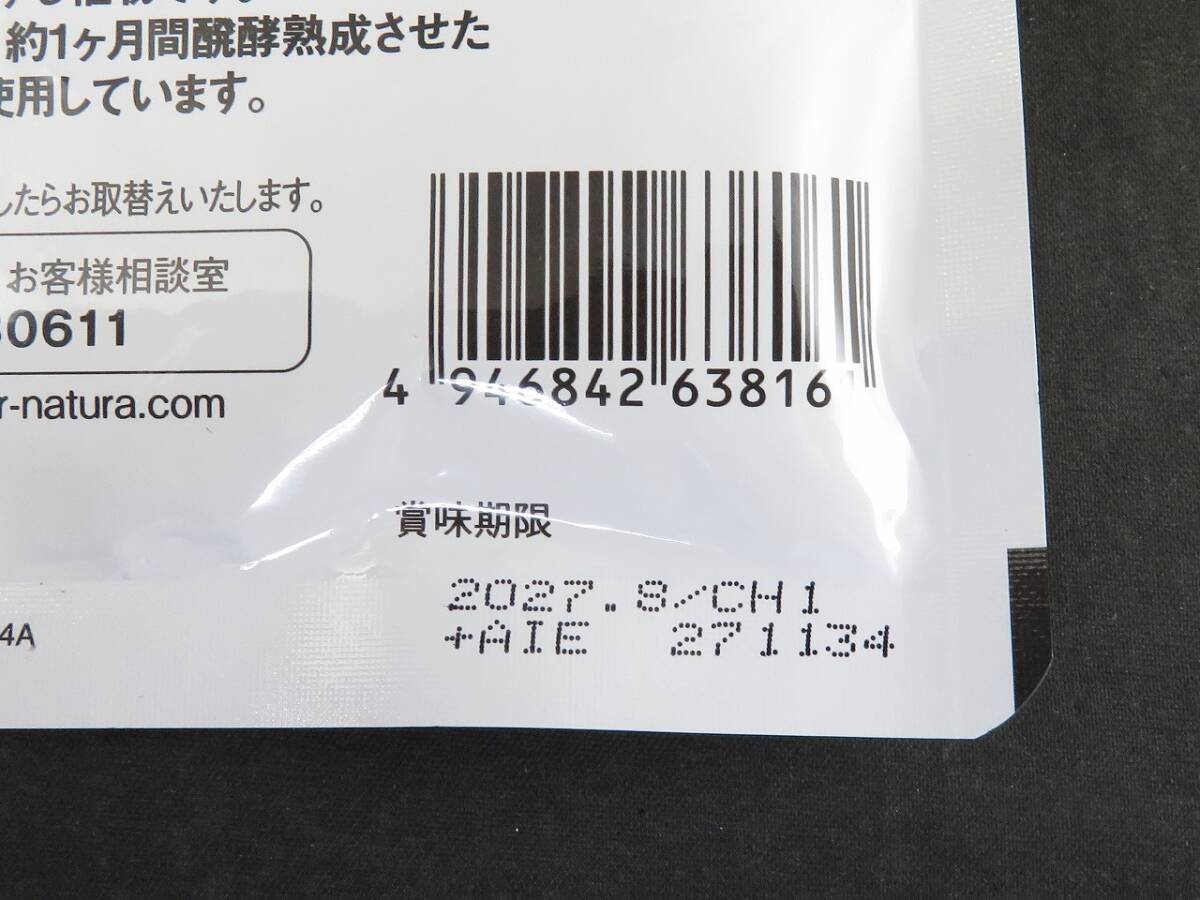 約1ヶ月間醗酵熟成させた
使用しています。
したらお取替えいたします。
お客様相談室
30611
r-natura.com
4 946842 638161
賞味期限
2027.8/CH1
+AIE 271134
4A